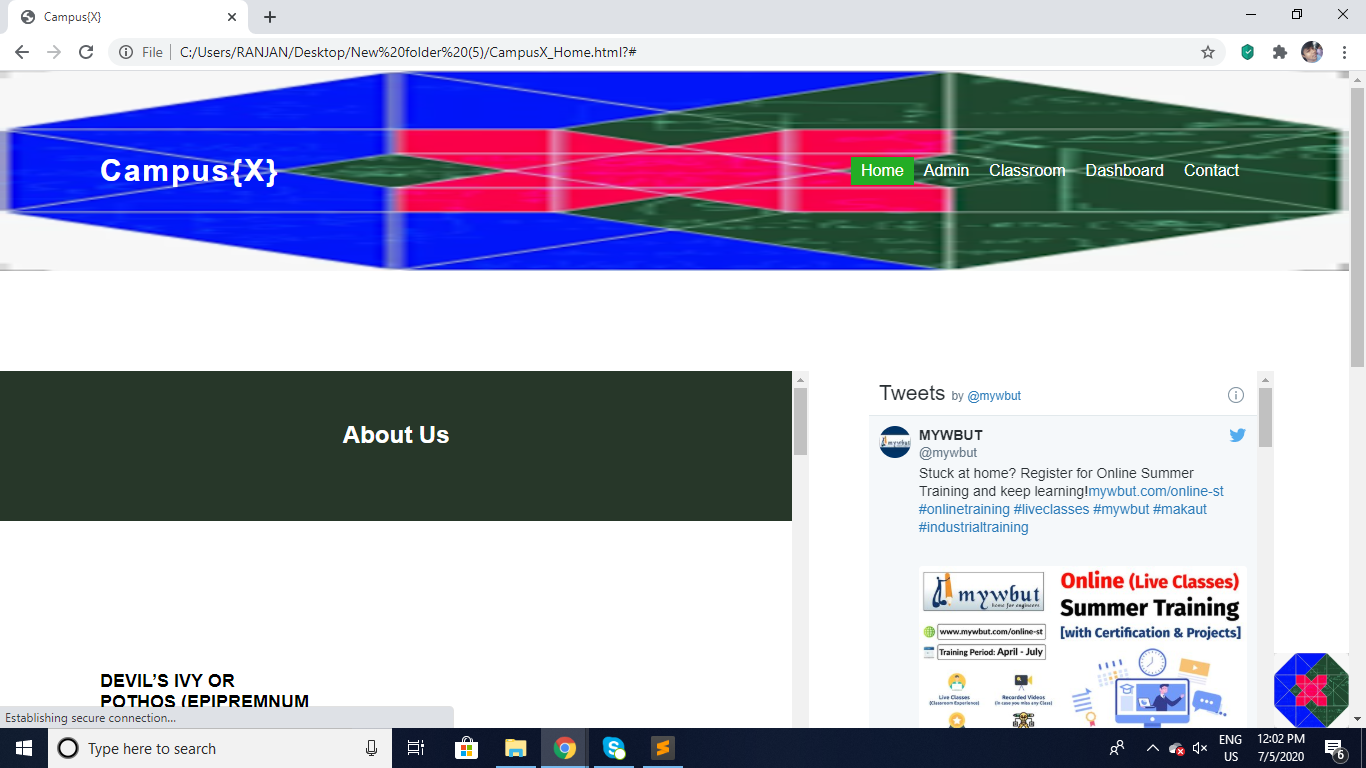 Campus{X}
File
C:/Users/RANJAN/Desktop/New%20folder%20(5)/CampusX_Home.html?#
Campus{X}
Home Admin Classroom Dashboard Contact
About Us
DEVIL’S IVY OR
POTHOS (EPIPREMNUM
Tweets by @mywbut
MYWBUT
@mywbut
Stuck at home? Register for Online Summer
Training and keep learning!mywbut.com/online-st
#onlinetraining #liveclasses #mywbut #makaut
#industrialtraining
mywbut
home for engineers
www.mywbut.com/online-st
Training Period: April - July
Online (Live Classes)
Summer Training
[with Certification & Projects]
Live Classes
(Classroom Experience)
Recorded Videos
(in case you miss any Class)
Establishing secure connection...
Type here to search
ENG
US
12:02 PM
7/5/2020
6